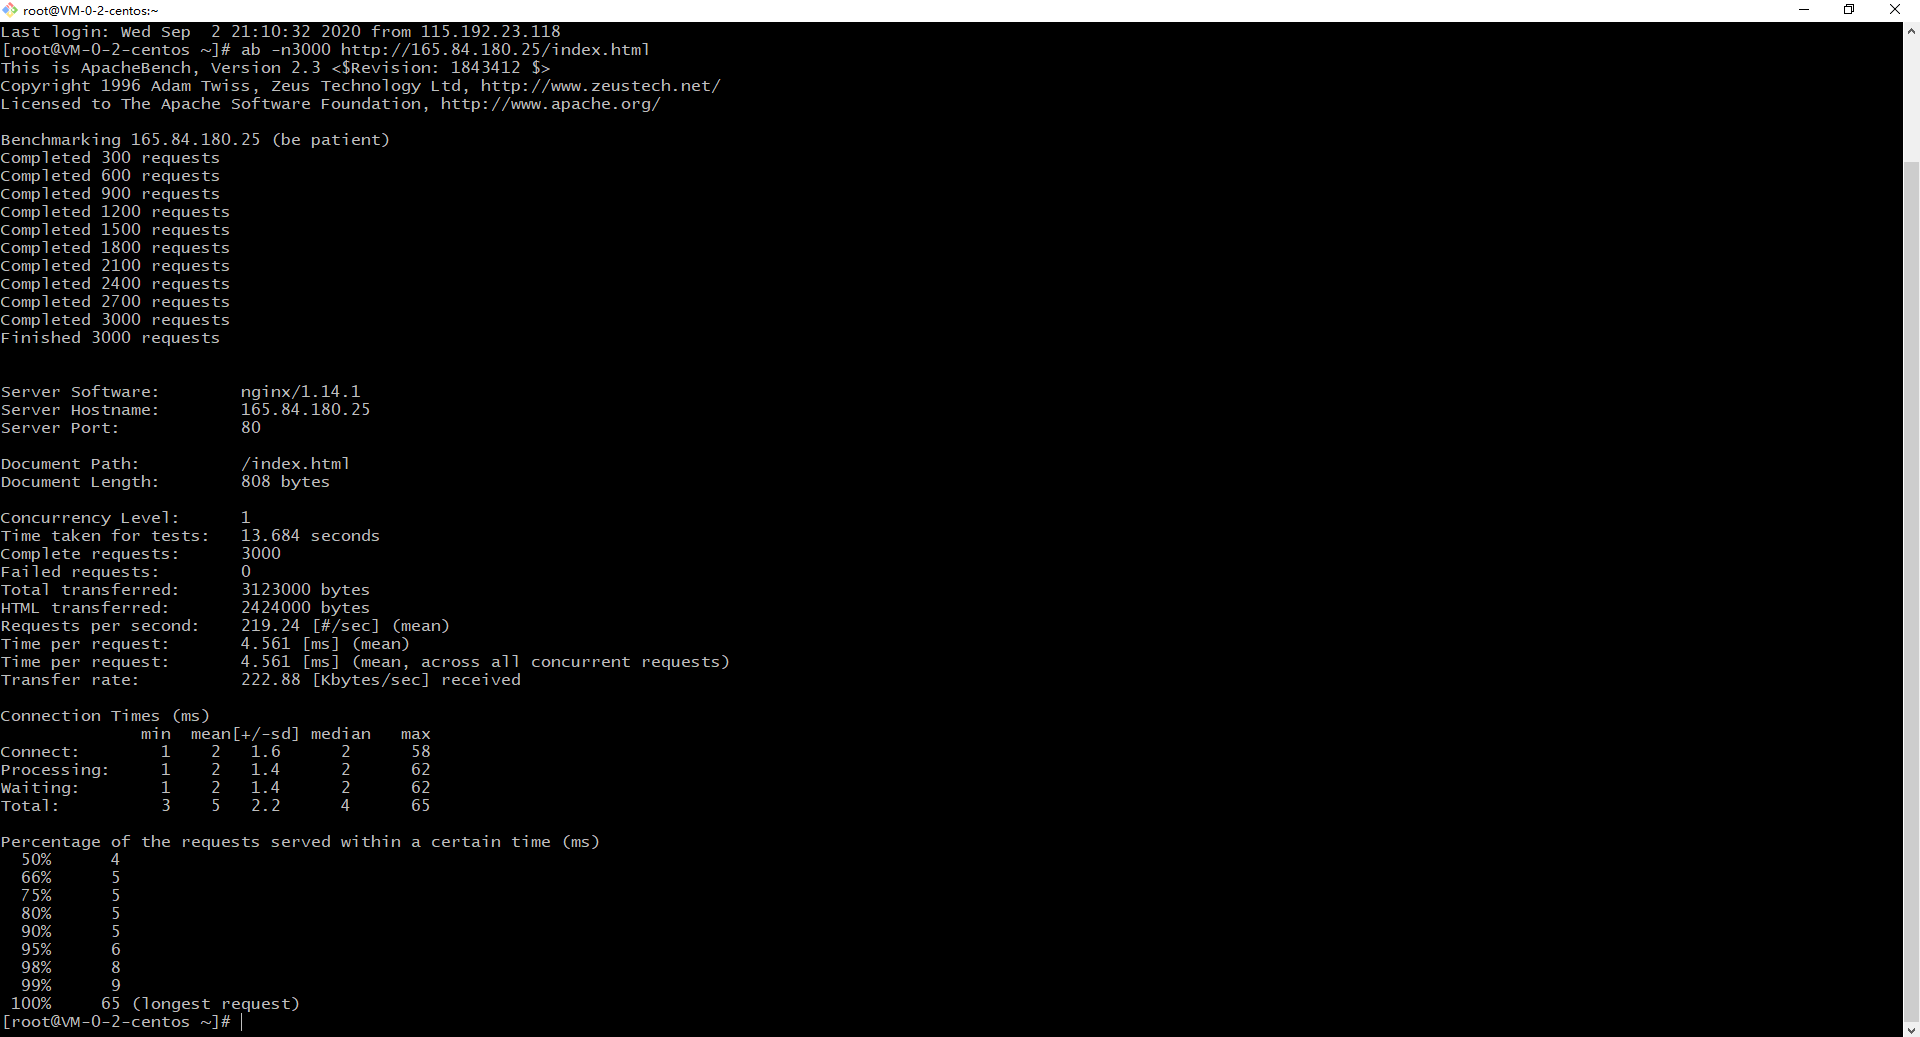 root@VM-0-2-centos:~
Last login: Wed Sep  2 21:10:32 2020 from 115.192.23.118
[root@VM-0-2-centos ~]# ab -n3000 http://165.84.180.25/index.html
This is ApacheBench, Version 2.3 <$Revision: 1843412 $>
Copyright 1996 Adam Twiss, Zeus Technology Ltd, http://www.zeustech.net/
Licensed to The Apache Software Foundation, http://www.apache.org/

Benchmarking 165.84.180.25 (be patient)
Completed 300 requests
Completed 600 requests
Completed 900 requests
Completed 1200 requests
Completed 1500 requests
Completed 1800 requests
Completed 2100 requests
Completed 2400 requests
Completed 2700 requests
Completed 3000 requests
Finished 3000 requests


Server Software:        nginx/1.14.1
Server Hostname:        165.84.180.25
Server Port:            80

Document Path:          /index.html
Document Length:        808 bytes

Concurrency Level:      1
Time taken for tests:   13.684 seconds
Complete requests:      3000
Failed requests:        0
Total transferred:      3123000 bytes
HTML transferred:       2424000 bytes
Requests per second:    219.24 [#/sec] (mean)
Time per request:       4.561 [ms] (mean)
Time per request:       4.561 [ms] (mean, across all concurrent requests)
Transfer rate:          222.88 [Kbytes/sec] received

Connection Times (ms)
              min  mean[+/-sd] median   max
Connect:        1    2   1.6      2      58
Processing:     1    2   1.4      2      62
Waiting:        1    2   1.4      2      62
Total:          3    5   2.2      4      65

Percentage of the requests served within a certain time (ms)
  50%      4
  66%      5
  75%      5
  80%      5
  90%      5
  95%      6
  98%      8
  99%      9
 100%     65 (longest request)
[root@VM-0-2-centos ~]#